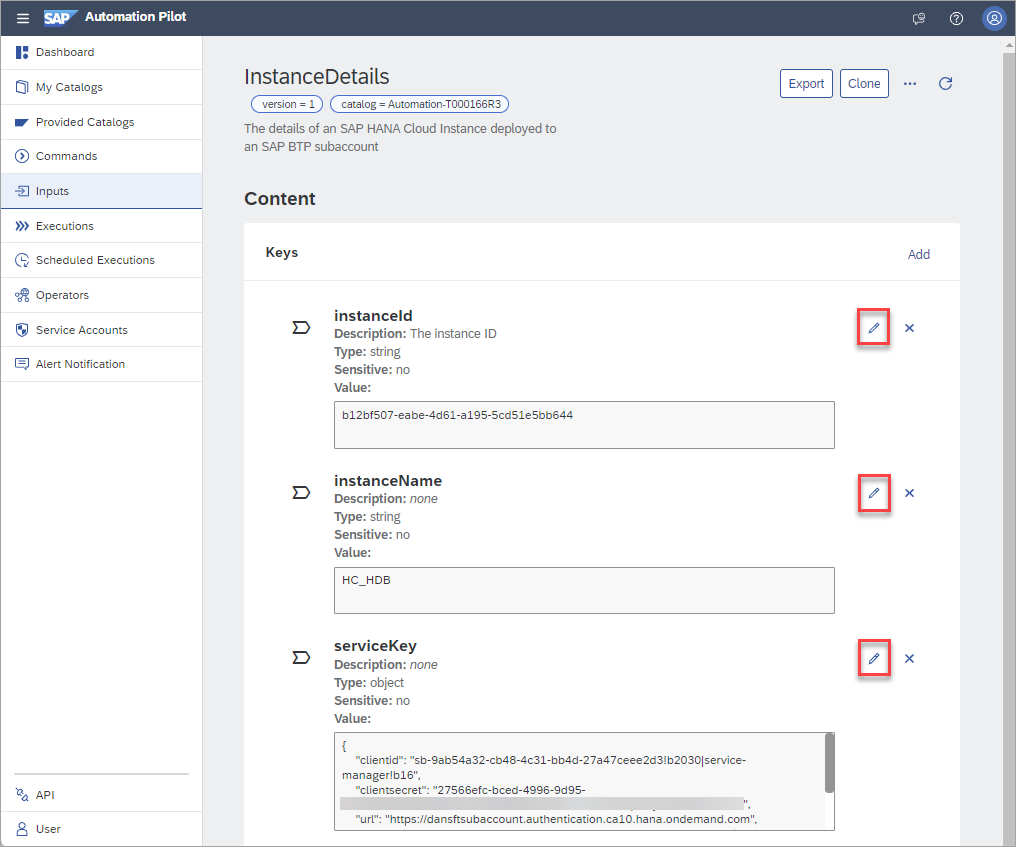 SAP Automation Pilot
Dashboard
My Catalogs
Provided Catalogs
Commands
Inputs
Executions
Scheduled Executions
Operators
Service Accounts
Alert Notification
API
User
InstanceDetails
Export
Clone
version = 1
catalog = Automation-T000166R3
The details of an SAP HANA Cloud Instance deployed to
an SAP BTP subaccount
Content
Keys
Add
instanceId
Description: The instance ID
Type: string
Sensitive: no
Value:
b12bf507-eabe-4d61-a195-5cd51e5bb644
instanceName
Description: none
Type: string
Sensitive: no
Value:
HC_HDB
serviceKey
Description: none
Type: object
Sensitive: no
Value:
{
"clientid": "sb-9ab54a32-cb48-4c31-bb4d-27a47ceee2d3!b2030|service-
manager!b16",
"clientsecret": "27566efc-bced-4996-9d95-
",
"url": "https://dansftsubaccount.authentication.ca10.hana.ondemand.com",